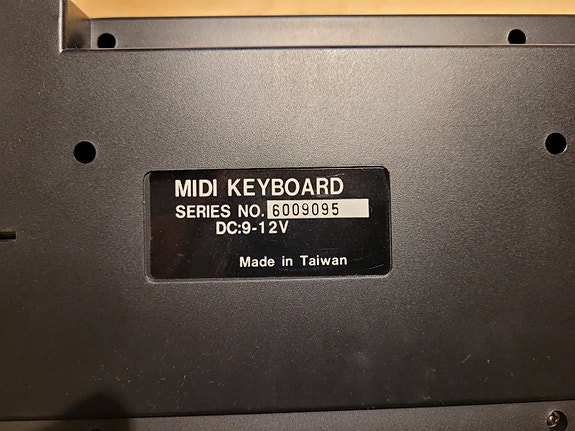 MIDI KEYBOARD
SERIES NO. 6009095
DC:9-12V
Made in Taiwan